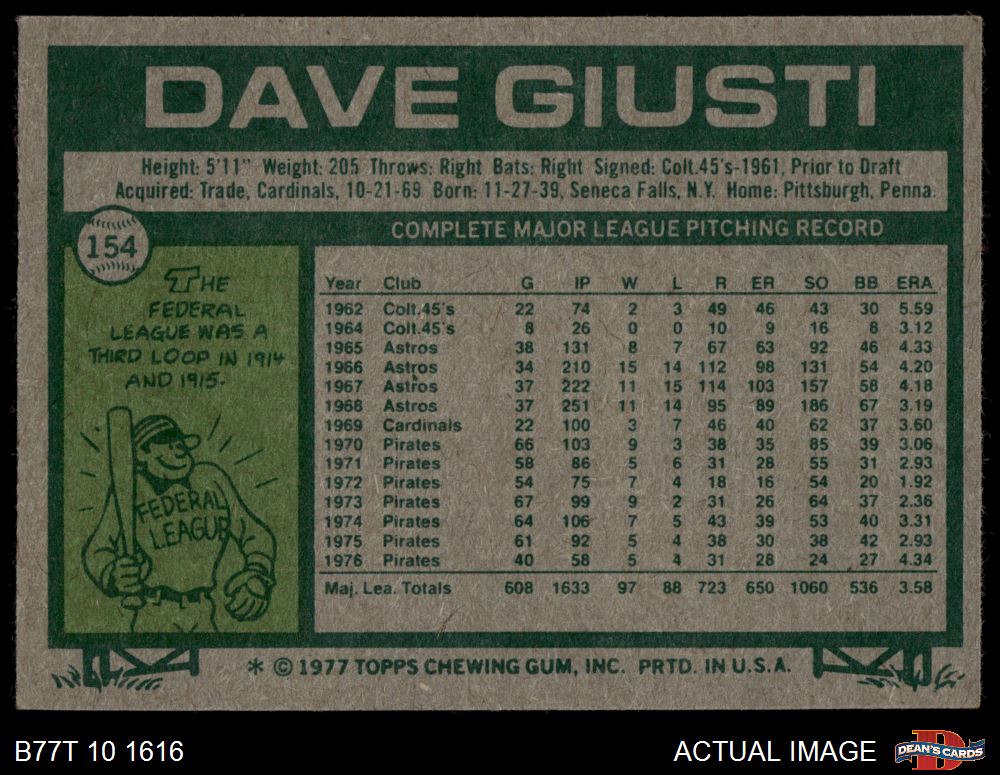 DAVE GIUSTI
Height: 5'11" Weight: 205 Throws: Right Bats: Right Signed: Colt.45's-1961, Prior to Draft
Acquired: Trade, Cardinals, 10-21-69. Born: 11-27-39, Seneca Falls, N.Y. Home: Pittsburgh, Penna.
154
THE
FEDERAL
LEAGUE WAS A
THIRD LOOP IN 1914
AND 1915.
FEDERAL
LEAGUE
COMPLETE MAJOR LEAGUE PITCHING RECORD
Year Club G IP W L R ER SO BB ERA
1962 Colt.45's 22 74 2 3 49 46 43 30 5.59
1964 Colt.45's 8 26 0 0 10 9 16 8 3.12
1965 Astros 38 131 8 7 67 63 92 46 4.33
1966 Astros 34 210 15 14 112 98 131 54 4.20
1967 Astros 37 222 11 15 114 103 157 58 4.18
1968 Astros 37 251 11 14 95 89 186 67 3.19
1969 Cardinals 22 100 3 7 46 40 62 37 3.60
1970 Pirates 66 103 9 3 38 35 85 39 3.06
1971 Pirates 58 86 5 6 31 28 55 31 2.93
1972 Pirates 54 75 7 4 18 16 54 20 1.92
1973 Pirates 67 99 9 2 31 26 64 37 2.36
1974 Pirates 64 106 7 5 43 39 53 40 3.31
1975 Pirates 61 92 5 4 38 30 38 42 2.93
1976 Pirates 40 58 5 4 31 28 24 27 4.34
Maj. Lea. Totals 608 1633 97 88 723 650 1060 536 3.58
* © 1977 TOPPS CHEWING GUM, INC. PRTD. IN U.S.A.
B77T 10 1616
ACTUAL IMAGE
D
DEAN'S CARDS